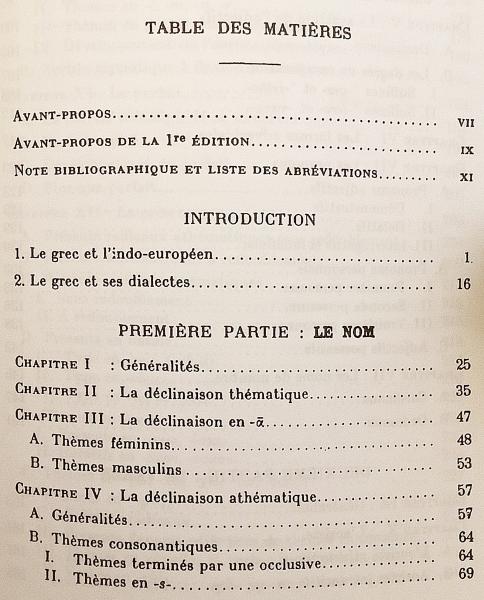 TABLE DES MATIÈRES
AVANT-PROPOS VII
AVANT-PROPOS DE LA 1re ÉDITION IX
NOTE BIBLIOGRAPHIQUE ET LISTE DES ABRÉVIATIONS XI
INTRODUCTION
1. Le grec et l'indo-européen 1
2. Le grec et ses dialectes 16
PREMIÈRE PARTIE : LE NOM
CHAPITRE I : Généralités 25
CHAPITRE II : La déclinaison thématique 35
CHAPITRE III : La déclinaison en -ᾱ 47
A. Thèmes féminins 48
B. Thèmes masculins 53
CHAPITRE IV : La déclinaison athématique 57
A. Généralités 57
B. Thèmes consonantiques 64
I. Thèmes terminés par une occlusive 64
II. Thèmes en -s- 69